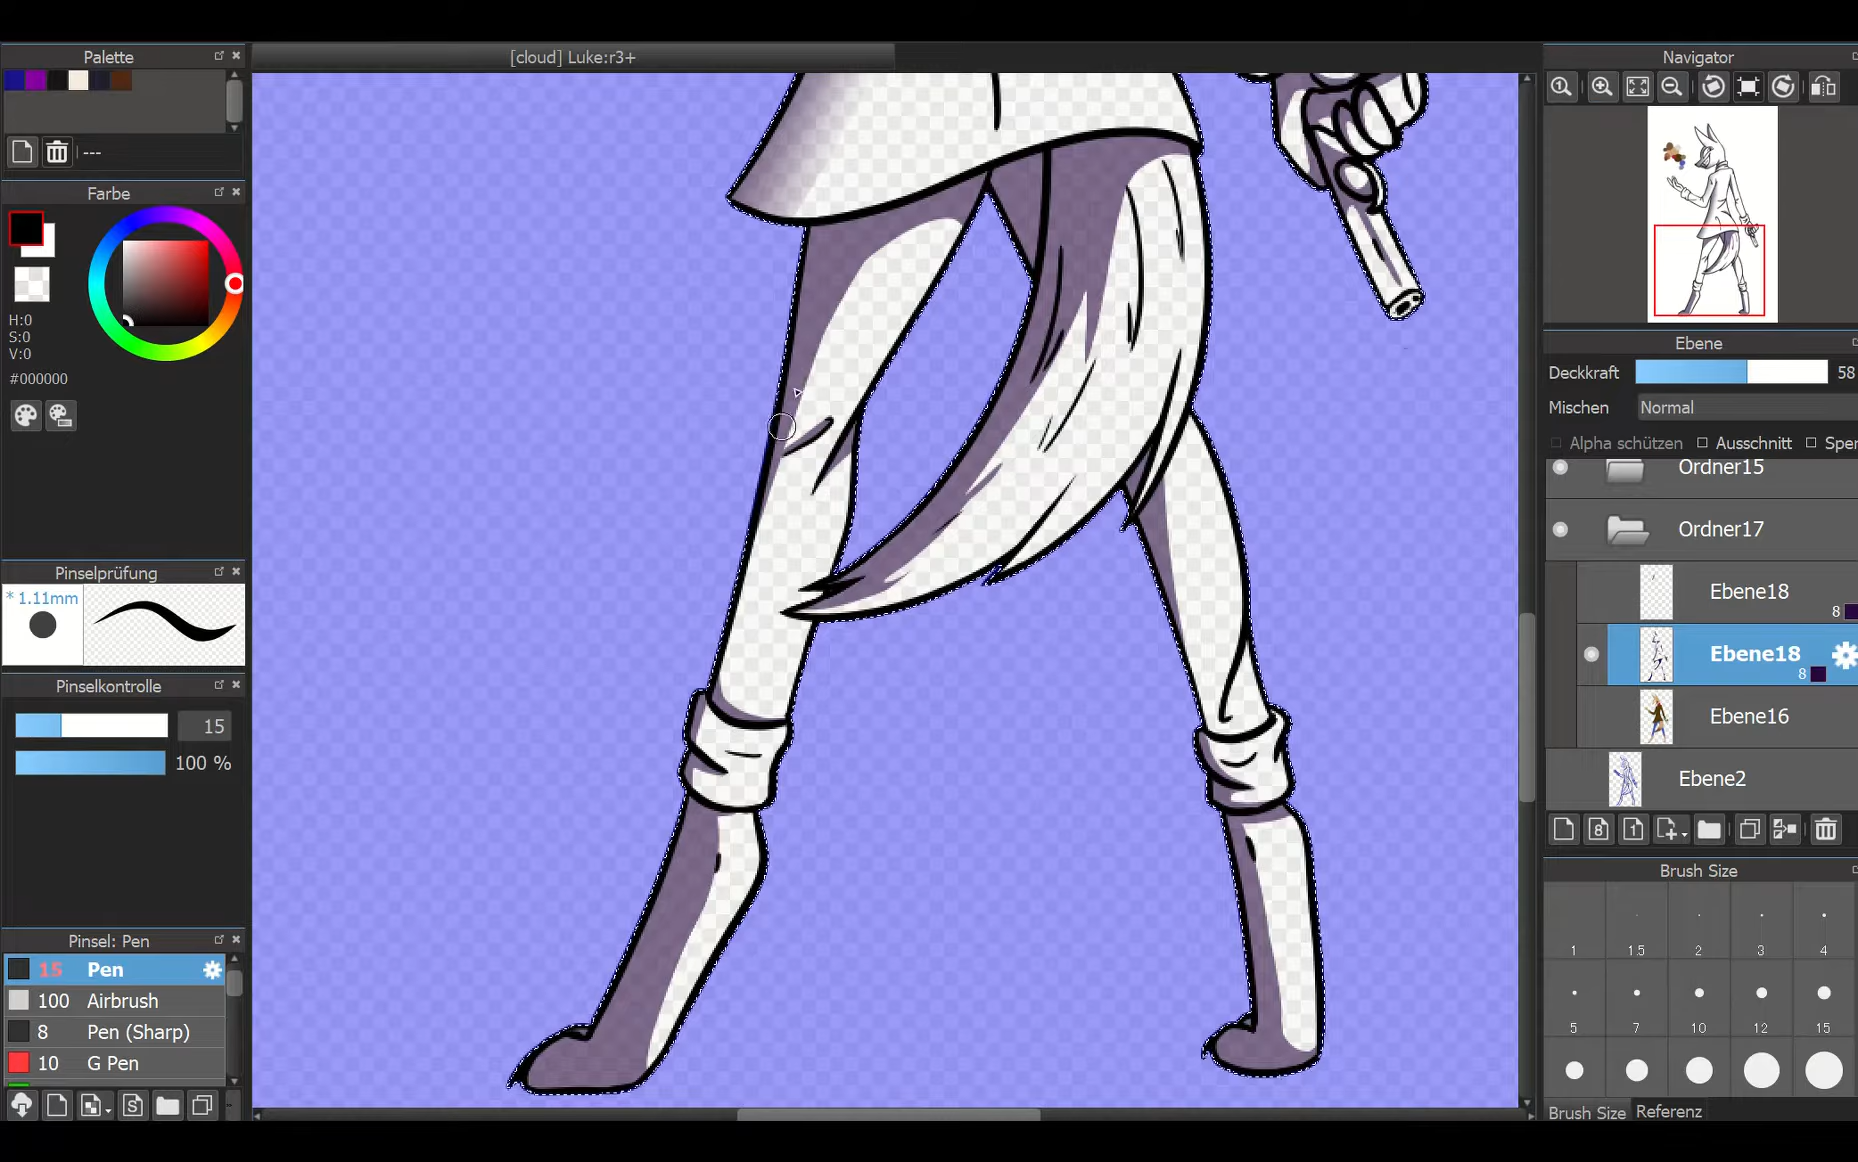 Palette
---
Farbe
H:0
S:0
V:0
#000000
Pinselprüfung
* 1.11mm
Pinselkontrolle
15
100 %
Pinsel: Pen
15 Pen
100 Airbrush
8 Pen (Sharp)
10 G Pen
S
[cloud] Luke:r3+
Navigator
1
Ebene
Deckkraft 58
Mischen Normal
Alpha schützen Ausschnitt Sper
Ordner15
Ordner17
Ebene18
8
Ebene18
8
Ebene16
Ebene2
8 1
Brush Size
1 1.5 2 3 4
5 7 10 12 15
Brush Size Referenz